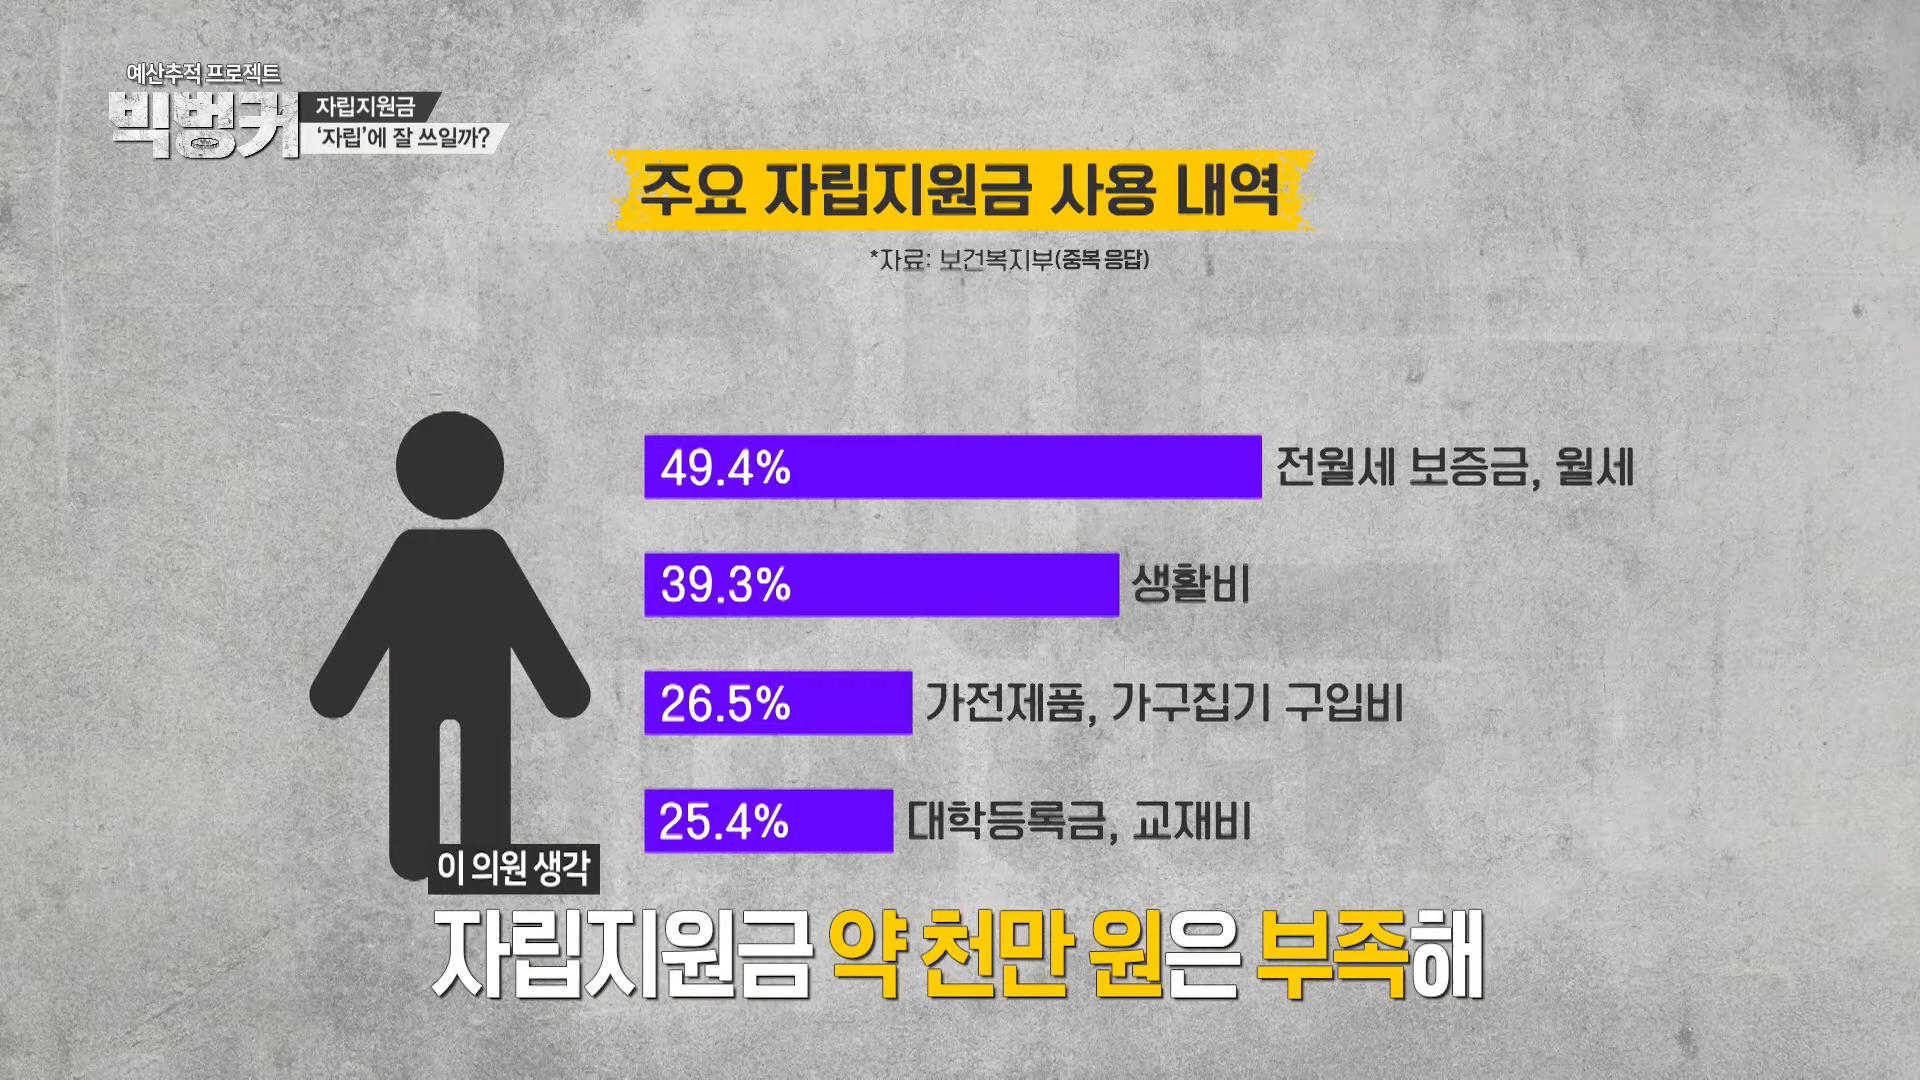 예산추적 프로젝트
빅벙커
자립지원금
'자립'에 잘 쓰일까?
주요 자립지원금 사용 내역
*자료: 보건복지부(중복 응답)
49.4% 전월세 보증금, 월세
39.3% 생활비
26.5% 가전제품, 가구집기 구입비
25.4% 대학등록금, 교재비
이 의원 생각
자립지원금 약 천만 원은 부족해